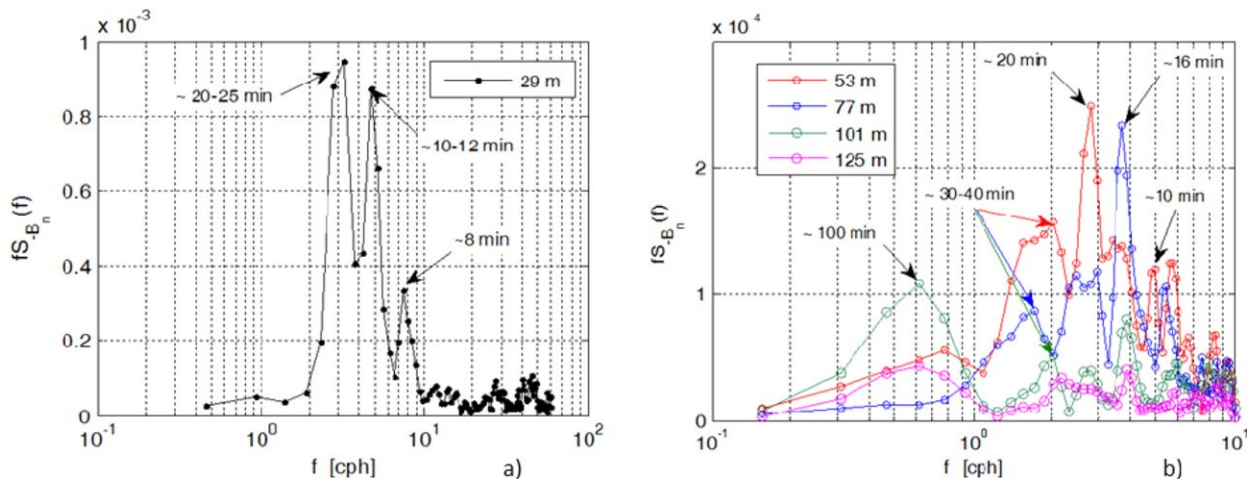 x 10⁻³
1
0.8
0.6
0.4
0.2
0
fS-Bₙ(f)
~ 20-25 min
29 m
~10-12 min
~8 min
10⁻¹ 10⁰ 10¹ 10²
f [cph] a)
x 10⁴
2
1
0
fS-Bₙ(f)
53 m
77 m
101 m
125 m
~ 20 min
~ 16 min
~ 30-40 min
~ 10 min
~ 100 min
10⁻¹ 10⁰ 10¹
f [cph] b)